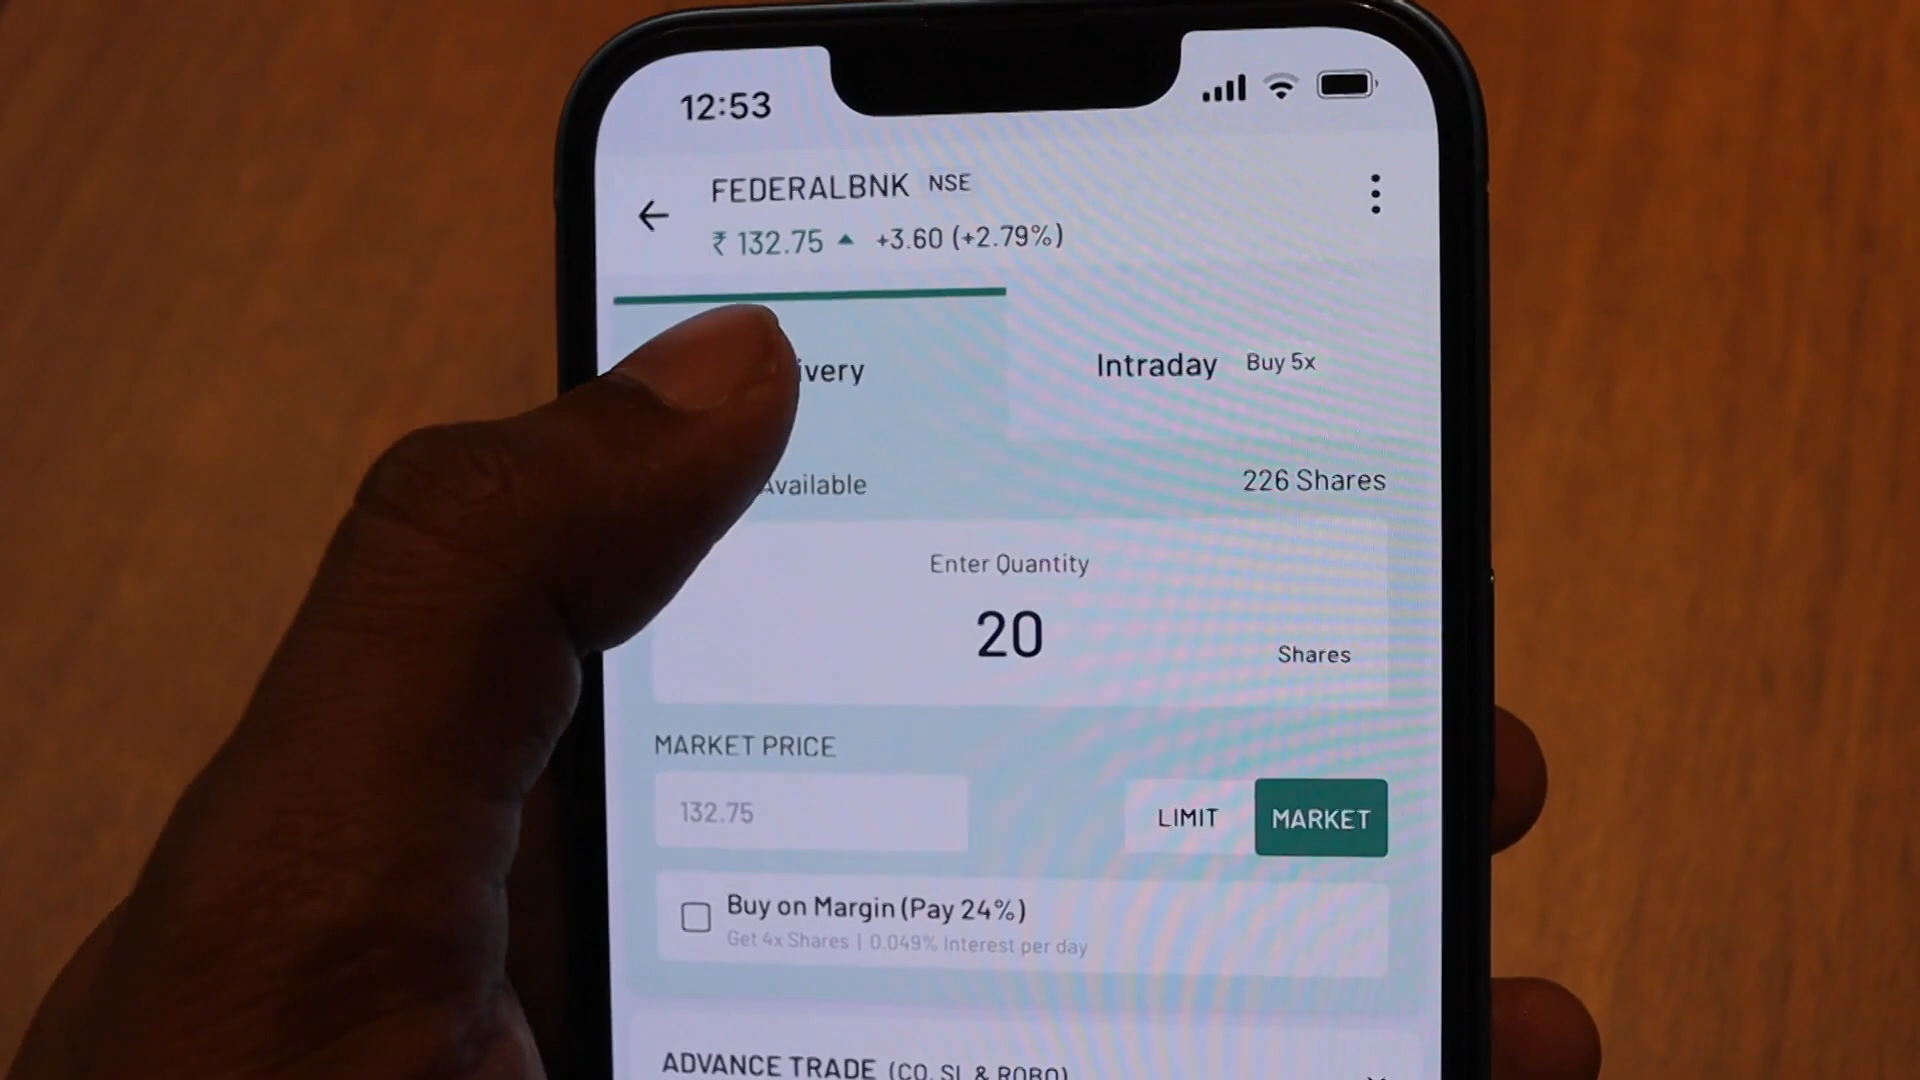 12:53
FEDERALBNK NSE
₹ 132.75 ▲ +3.60 (+2.79%)
ivery
Intraday Buy 5x
Available
226 Shares
Enter Quantity
20
Shares
MARKET PRICE
132.75
LIMIT
MARKET
Buy on Margin (Pay 24%)
Get 4x Shares | 0.049% Interest per day
ADVANCE TRADE (CO, SL & ROBO)